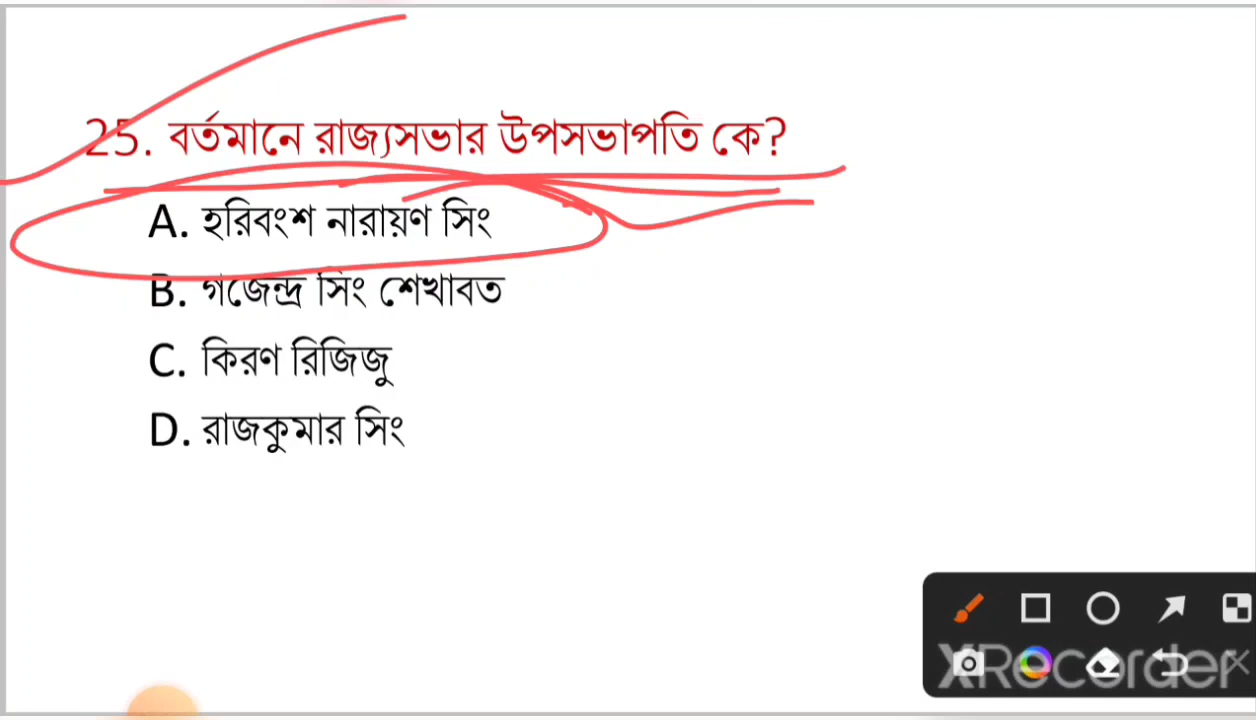 25. বর্তমানে রাজ্যসভার উপসভাপতি কে?
A. হরিবংশ নারায়ণ সিং
B. গজেন্দ্র সিং শেখাবত
C. কিরণ রিজিজু
D. রাজকুমার সিং
XRecorder